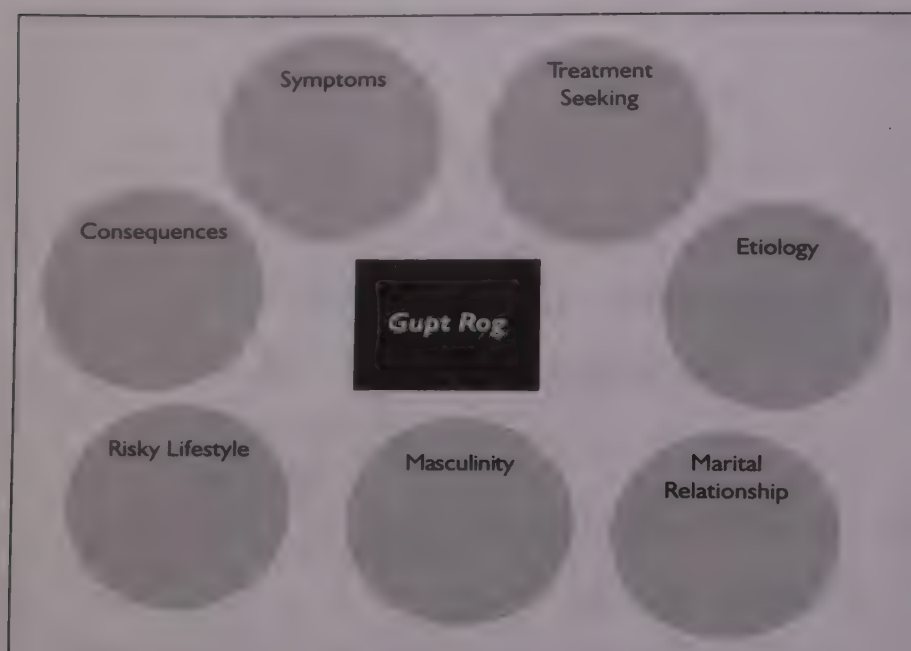 Symptoms
Treatment
Seeking
Consequences
Etiology
Gupt Rog
Risky Lifestyle
Masculinity
Marital
Relationship